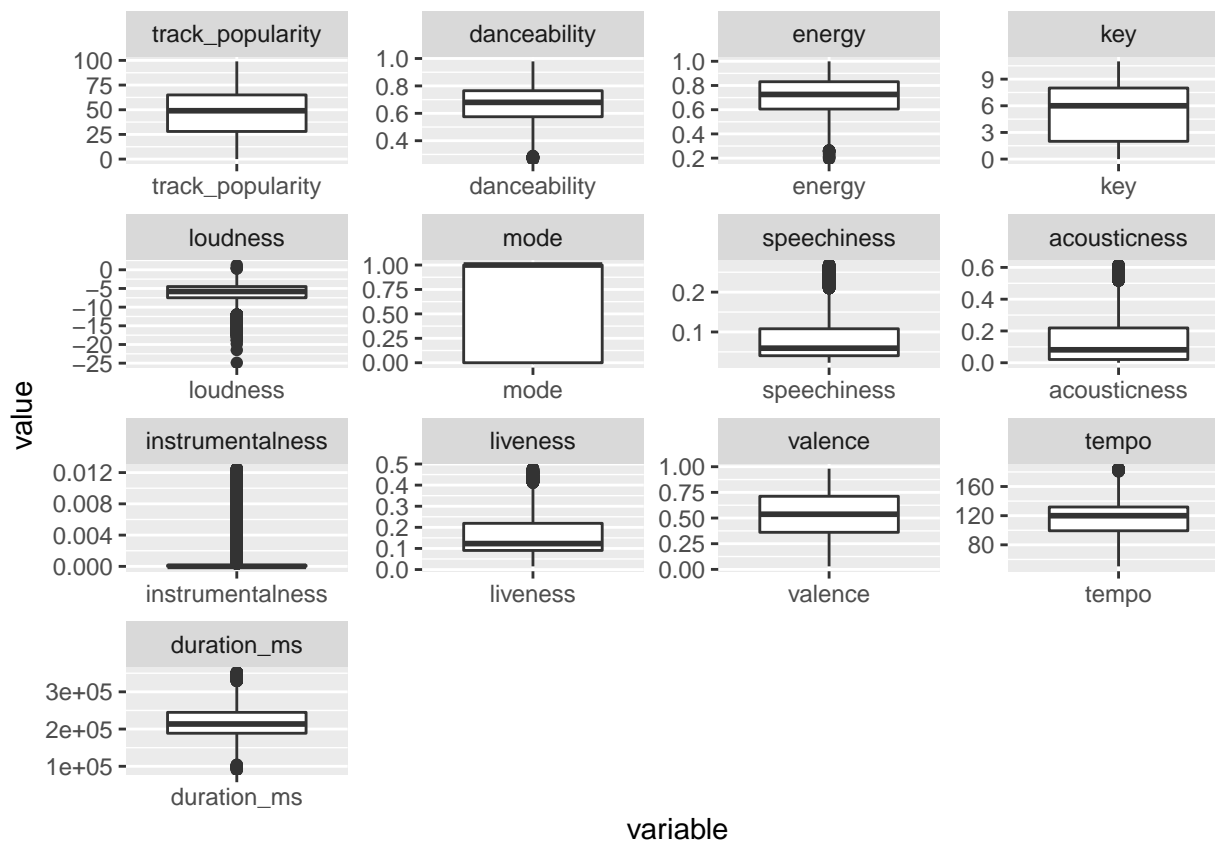 track_popularity
danceability
energy
key
100
75
50
25
0
1.0
0.8
0.6
0.4
1.0
0.8
0.6
0.4
0.2
9
6
3
0
track_popularity
danceability
energy
key
loudness
mode
speechiness
acousticness
0
−5
−10
−15
−20
−25
1.00
0.75
0.50
0.25
0.00
0.2
0.1
0.6
0.4
0.2
0.0
loudness
mode
speechiness
acousticness
value
instrumentalness
liveness
valence
tempo
0.012
0.008
0.004
0.000
0.5
0.4
0.3
0.2
0.1
0.0
1.00
0.75
0.50
0.25
0.00
160
120
80
instrumentalness
liveness
valence
tempo
duration_ms
3e+05
2e+05
1e+05
duration_ms
variable